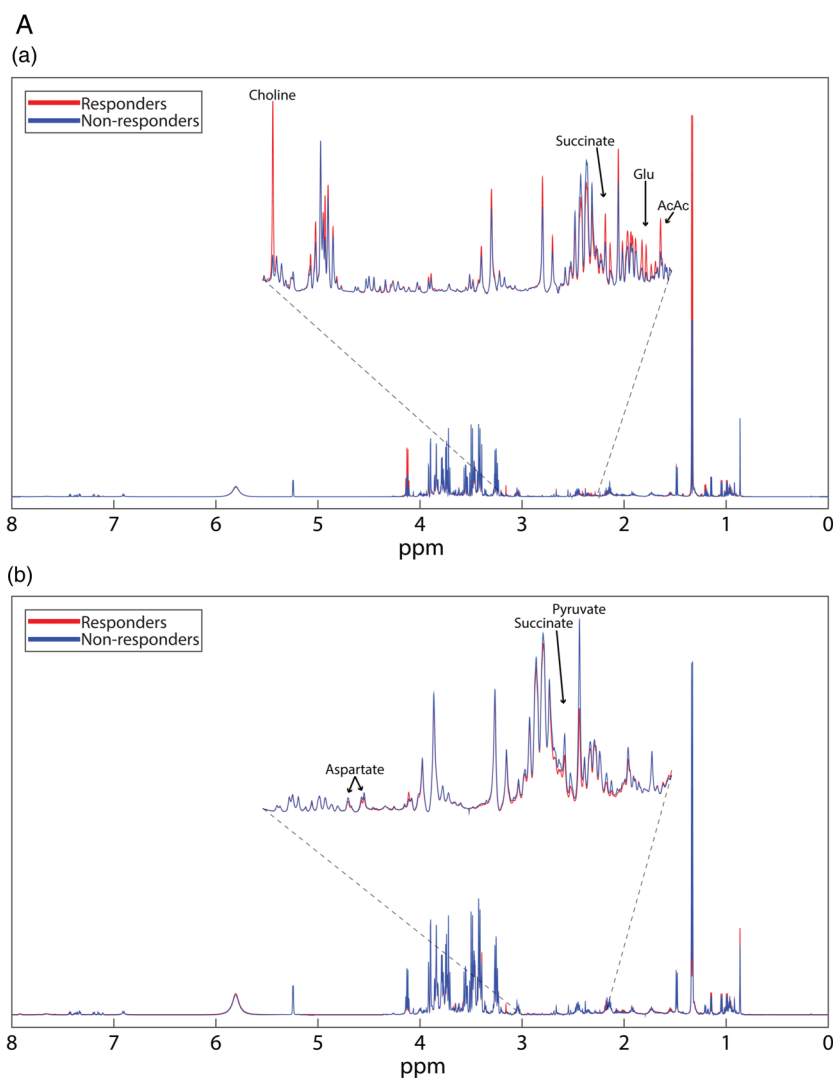 A
(a)
Responders
Non-responders
Choline
Succinate
Glu
AcAc
8 7 6 5 4 3 2 1 0
ppm
(b)
Responders
Non-responders
Pyruvate
Succinate
Aspartate
8 7 6 5 4 3 2 1 0
ppm